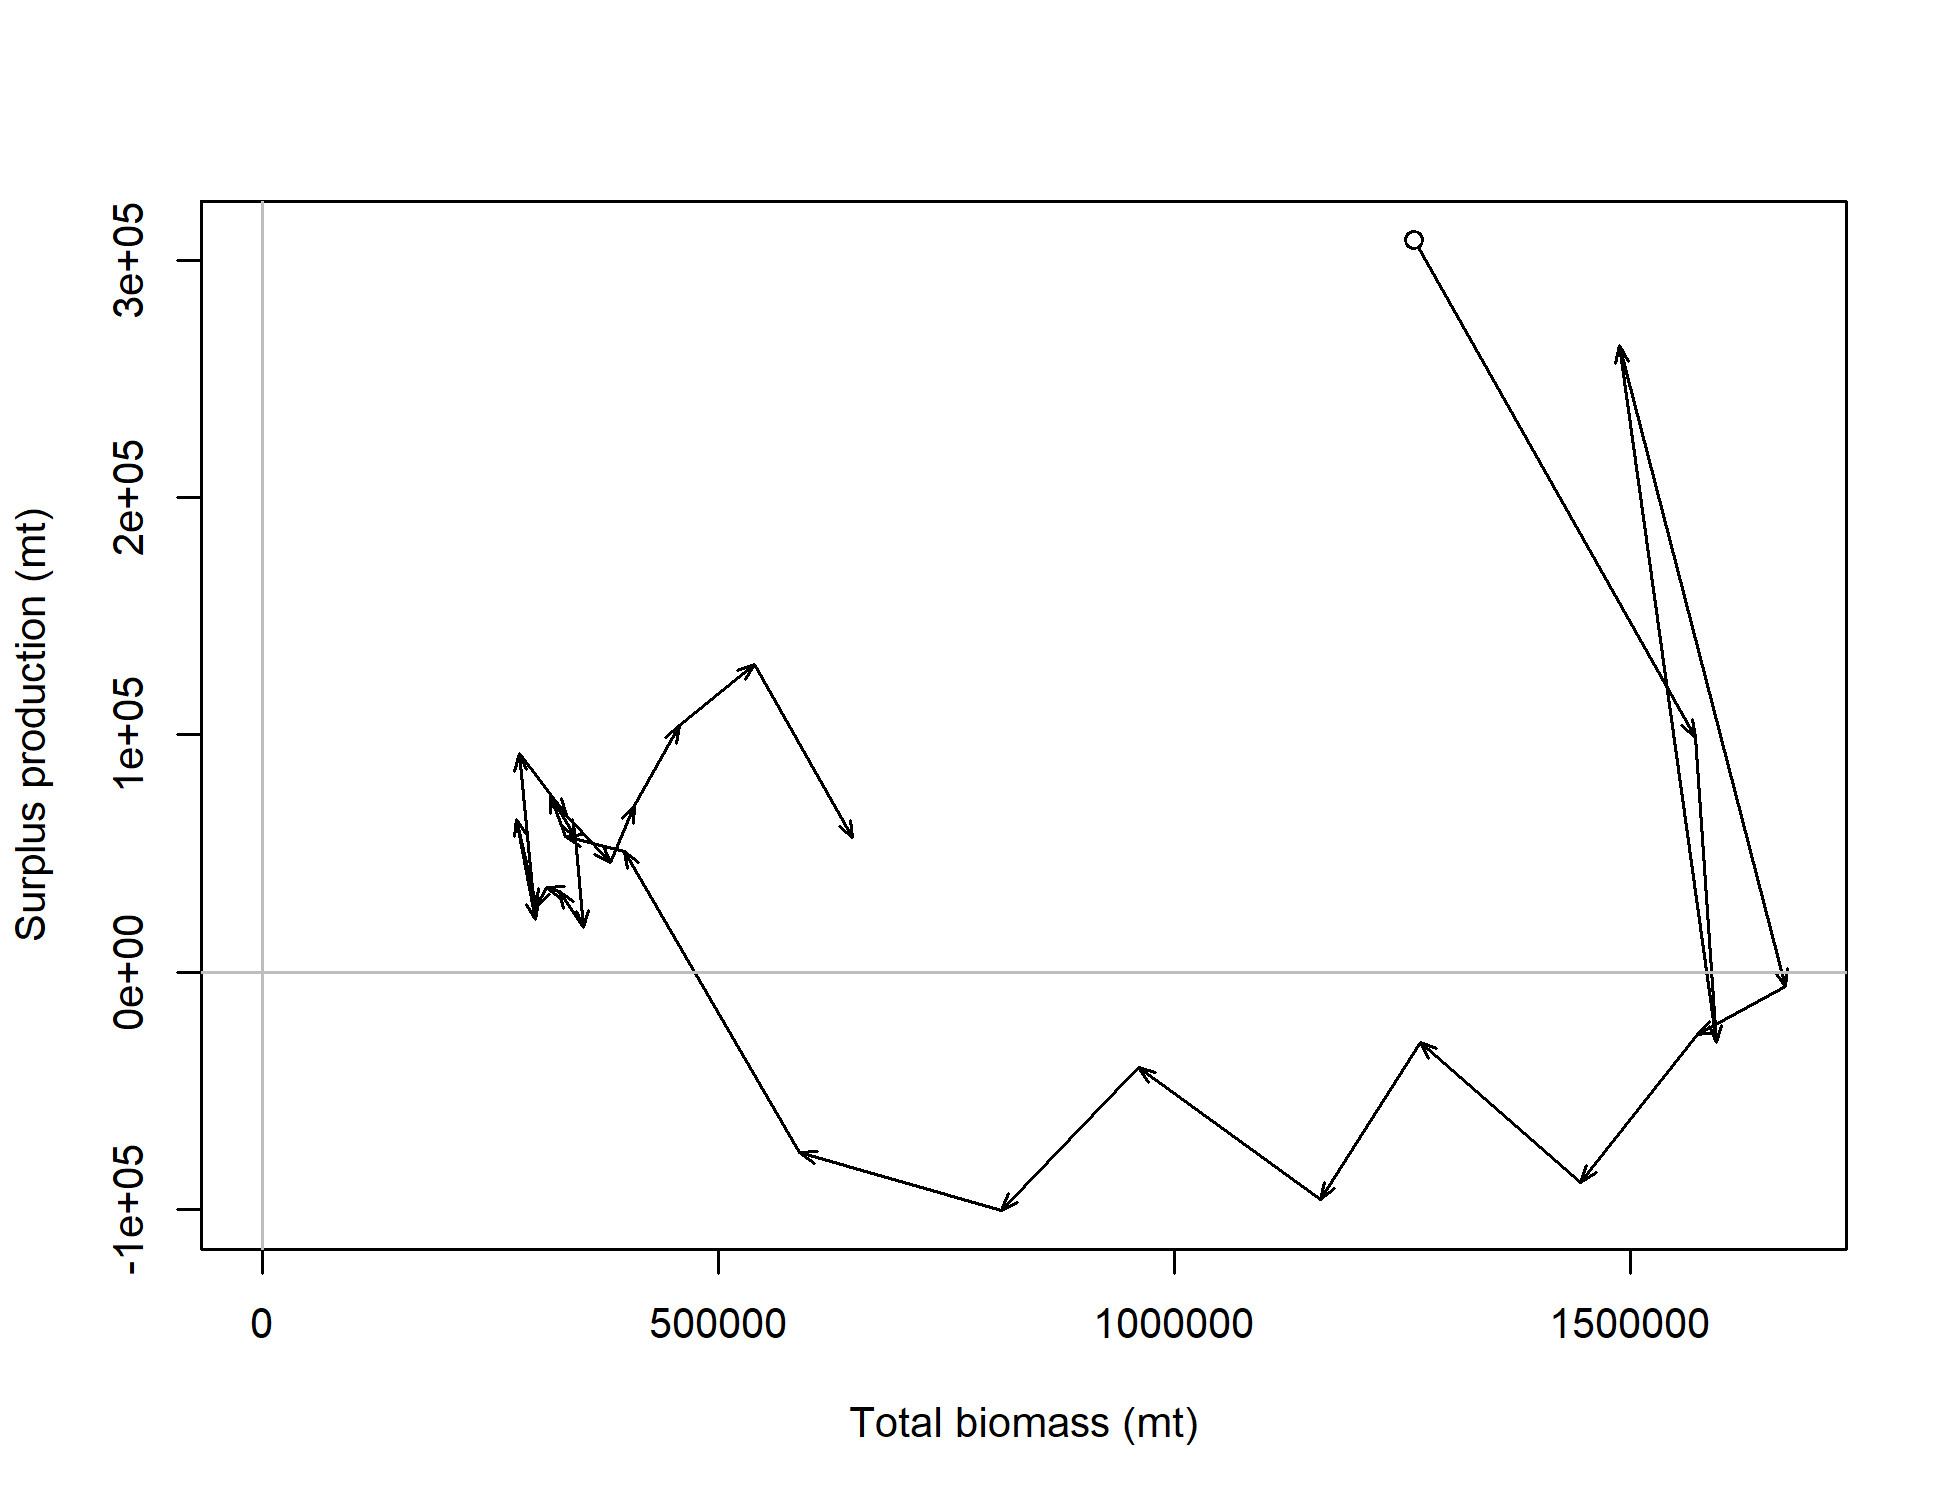 Surplus production (mt)
3e+05
2e+05
1e+05
0e+00
-1e+05
0 500000 1000000 1500000
Total biomass (mt)